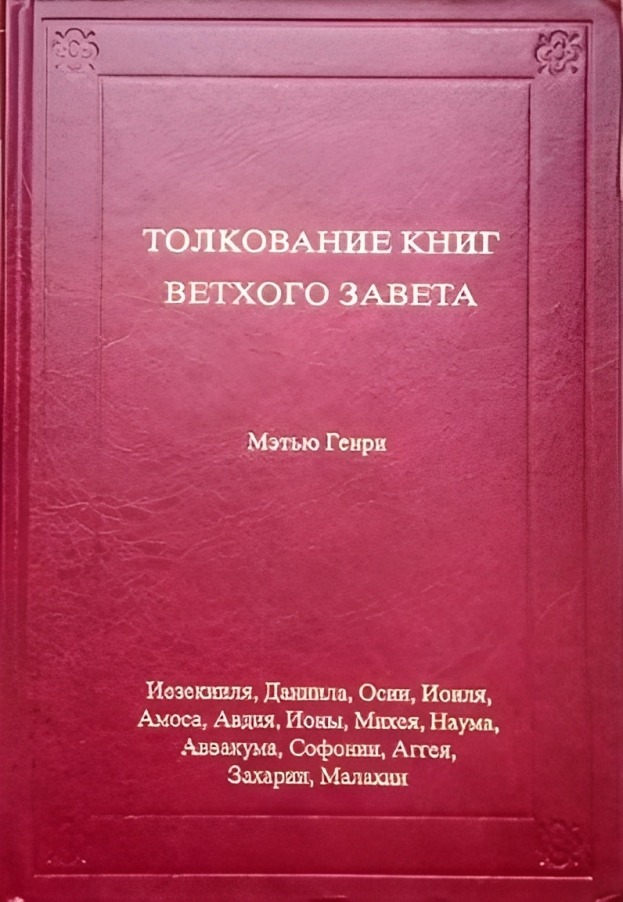 ТОЛКОВАНИЕ КНИГ
ВЕТХОГО ЗАВЕТА
Мэтью Генри
Иезекииля, Даниила, Осии, Иоиля,
Амоса, Авдия, Ионы, Михея, Наума,
Аввакума, Софонии, Аггея,
Захарии, Малахии